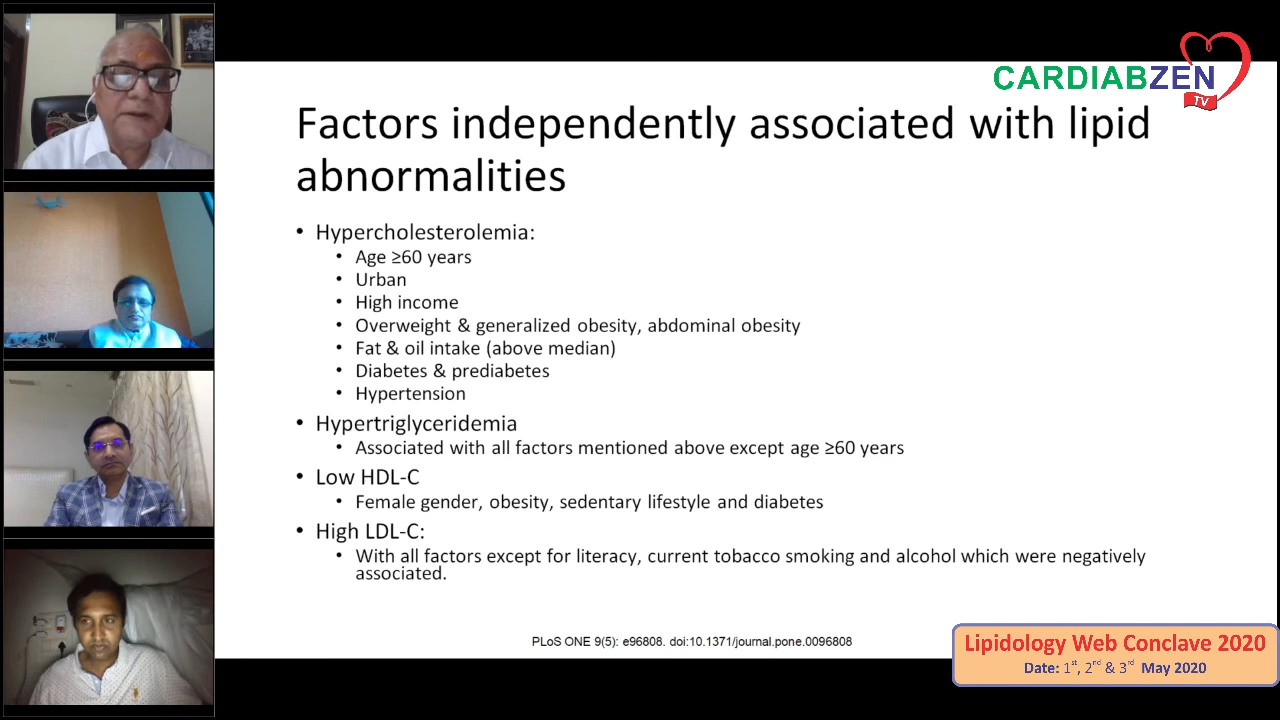 CARDIABZEN
TV
Factors independently associated with lipid
abnormalities
• Hypercholesterolemia:
• Age ≥60 years
• Urban
• High income
• Overweight & generalized obesity, abdominal obesity
• Fat & oil intake (above median)
• Diabetes & prediabetes
• Hypertension
• Hypertriglyceridemia
• Associated with all factors mentioned above except age ≥60 years
• Low HDL-C
• Female gender, obesity, sedentary lifestyle and diabetes
• High LDL-C:
• With all factors except for literacy, current tobacco smoking and alcohol which were negatively
associated.
PLoS ONE 9(5): e96808. doi:10.1371/journal.pone.0096808
Lipidology Web Conclave 2020
Date: 1st, 2nd & 3rd May 2020